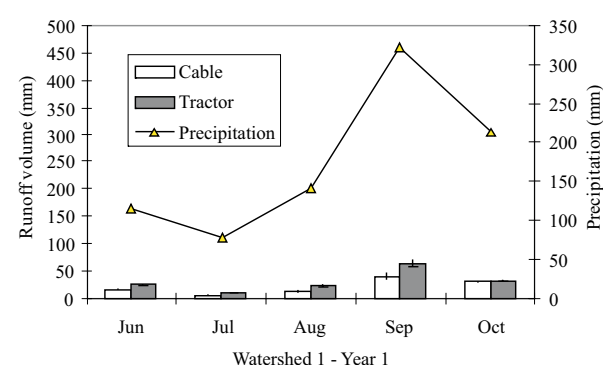 500
450
400
350
300
250
200
150
100
50
0
Runoff volume (mm)
Cable
Tractor
Precipitation
350
300
250
200
150
100
50
0
Precipitation (mm)
Jun Jul Aug Sep Oct
Watershed 1 - Year 1